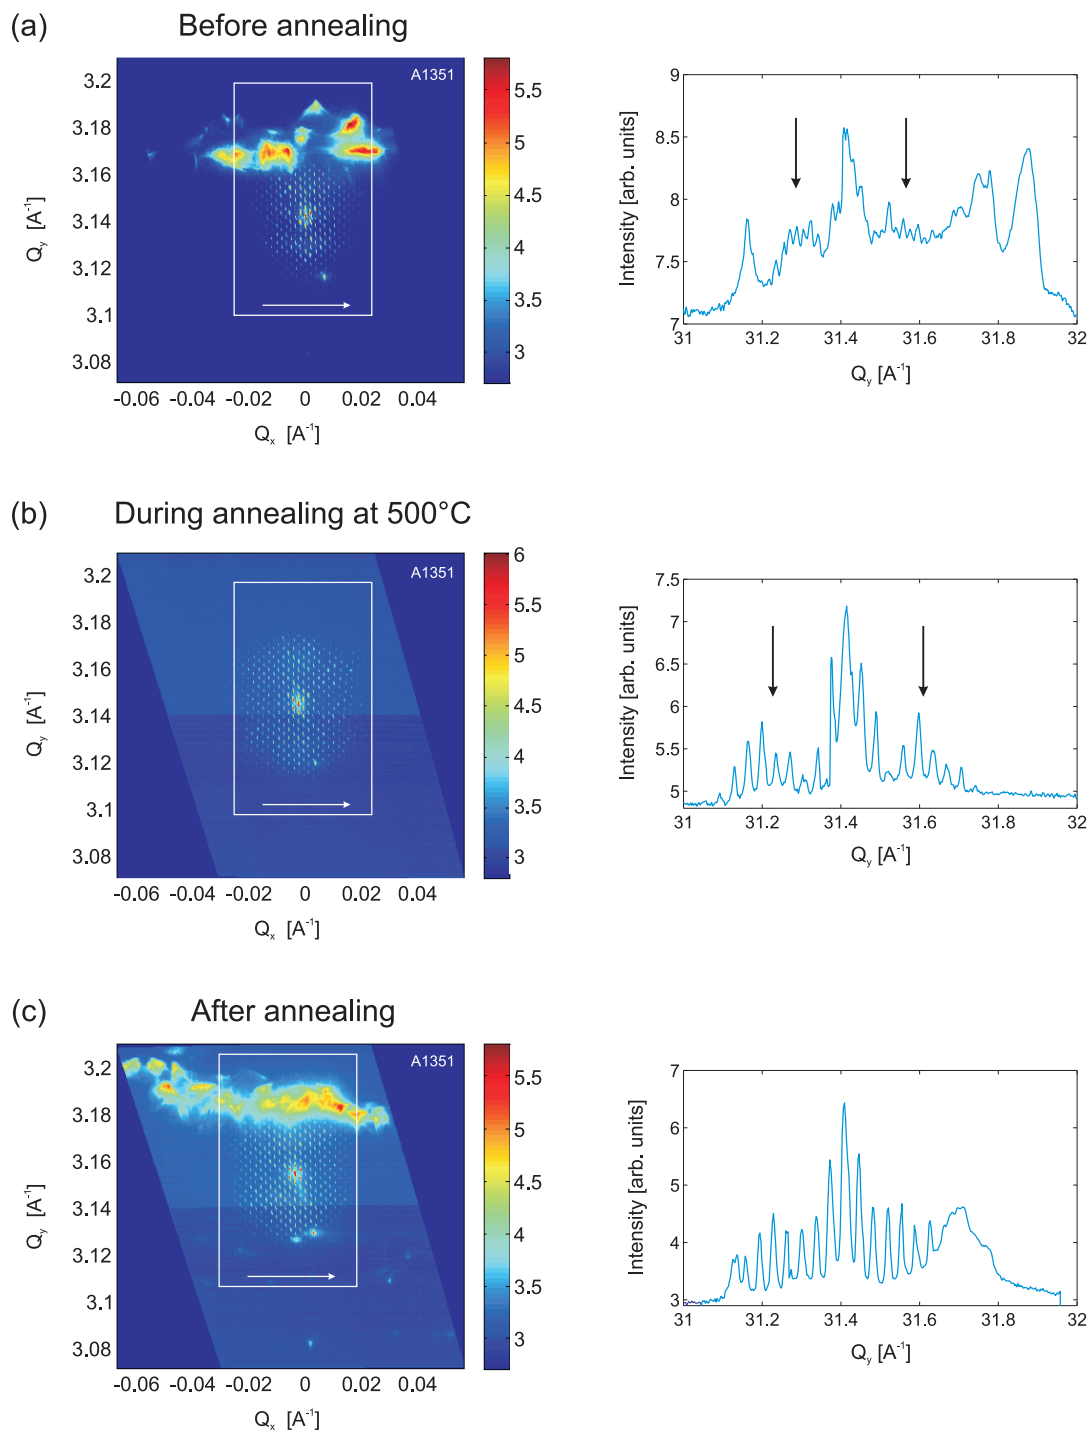 (a) Before annealing
A1351
3.2
3.18
3.16
3.14
3.12
3.1
3.08
Q_y [A^-1]
-0.06 -0.04 -0.02 0 0.02 0.04
Q_x [A^-1]
5.5
5
4.5
4
3.5
3
9
8.5
8
7.5
7
Intensity [arb. units]
31 31.2 31.4 31.6 31.8 32
Q_y [A^-1]
(b) During annealing at 500°C
A1351
3.2
3.18
3.16
3.14
3.12
3.1
3.08
Q_y [A^-1]
-0.06 -0.04 -0.02 0 0.02 0.04
Q_x [A^-1]
6
5.5
5
4.5
4
3.5
3
7.5
7
6.5
6
5.5
5
Intensity [arb. units]
31 31.2 31.4 31.6 31.8 32
Q_y [A^-1]
(c) After annealing
A1351
3.2
3.18
3.16
3.14
3.12
3.1
3.08
Q_y [A^-1]
-0.06 -0.04 -0.02 0 0.02 0.04
Q_x [A^-1]
5.5
5
4.5
4
3.5
3
7
6
5
4
3
Intensity [arb. units]
31 31.2 31.4 31.6 31.8 32
Q_y [A^-1]